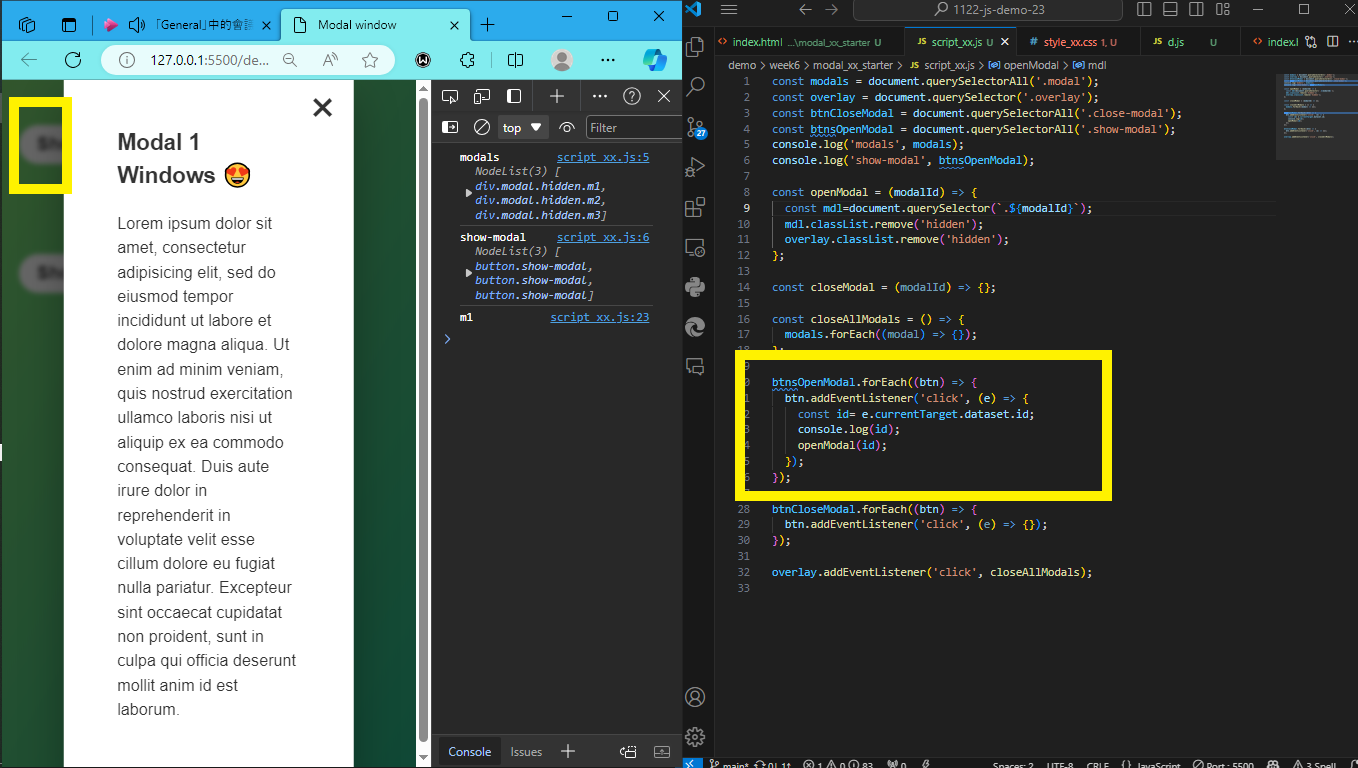 「General」中的會議
Modal window
127.0.0.1:5500/de...
Modal 1
Windows 😍
Lorem ipsum dolor sit
amet, consectetur
adipisicing elit, sed do
eiusmod tempor
incididunt ut labore et
dolore magna aliqua. Ut
enim ad minim veniam,
quis nostrud exercitation
ullamco laboris nisi ut
aliquip ex ea commodo
consequat. Duis aute
irure dolor in
reprehenderit in
voluptate velit esse
cillum dolore eu fugiat
nulla pariatur. Excepteur
sint occaecat cupidatat
non proident, sunt in
culpa qui officia deserunt
mollit anim id est
laborum.
top
Filter
modals script_xx.js:5
NodeList(3) [
div.modal.hidden.m1,
div.modal.hidden.m2,
div.modal.hidden.m3]
show-modal script_xx.js:6
NodeList(3) [
button.show-modal,
button.show-modal,
button.show-modal]
m1 script_xx.js:23
Console Issues
1122-js-demo-23
27
index.html ...\modal_xx_starter U
JS script_xx.js U
# style_xx.css 1, U
JS d.js U
index.l
demo > week6 > modal_xx_starter > JS script_xx.js > openModal > mdl
1 const modals = document.querySelectorAll('.modal');
2 const overlay = document.querySelector('.overlay');
3 const btnCloseModal = document.querySelectorAll('.close-modal');
4 const btnsOpenModal = document.querySelectorAll('.show-modal');
5 console.log('modals', modals);
6 console.log('show-modal', btnsOpenModal);
7
8 const openModal = (modalId) => {
9 const mdl=document.querySelector(`.${modalId}`);
10 mdl.classList.remove('hidden');
11 overlay.classList.remove('hidden');
12 };
13
14 const closeModal = (modalId) => {};
15
16 const closeAllModals = () => {
17 modals.forEach((modal) => {});
18 };
btnsOpenModal.forEach((btn) => {
btn.addEventListener('click', (e) => {
const id= e.currentTarget.dataset.id;
console.log(id);
openModal(id);
});
});
28 btnCloseModal.forEach((btn) => {
29 btn.addEventListener('click', (e) => {});
30 });
31
32 overlay.addEventListener('click', closeAllModals);
33
main* 0↓ 1↑ 1 0 83 0 Spaces: 2 UTF-8 CRLF {} JavaScript Port : 5500 3 Spell